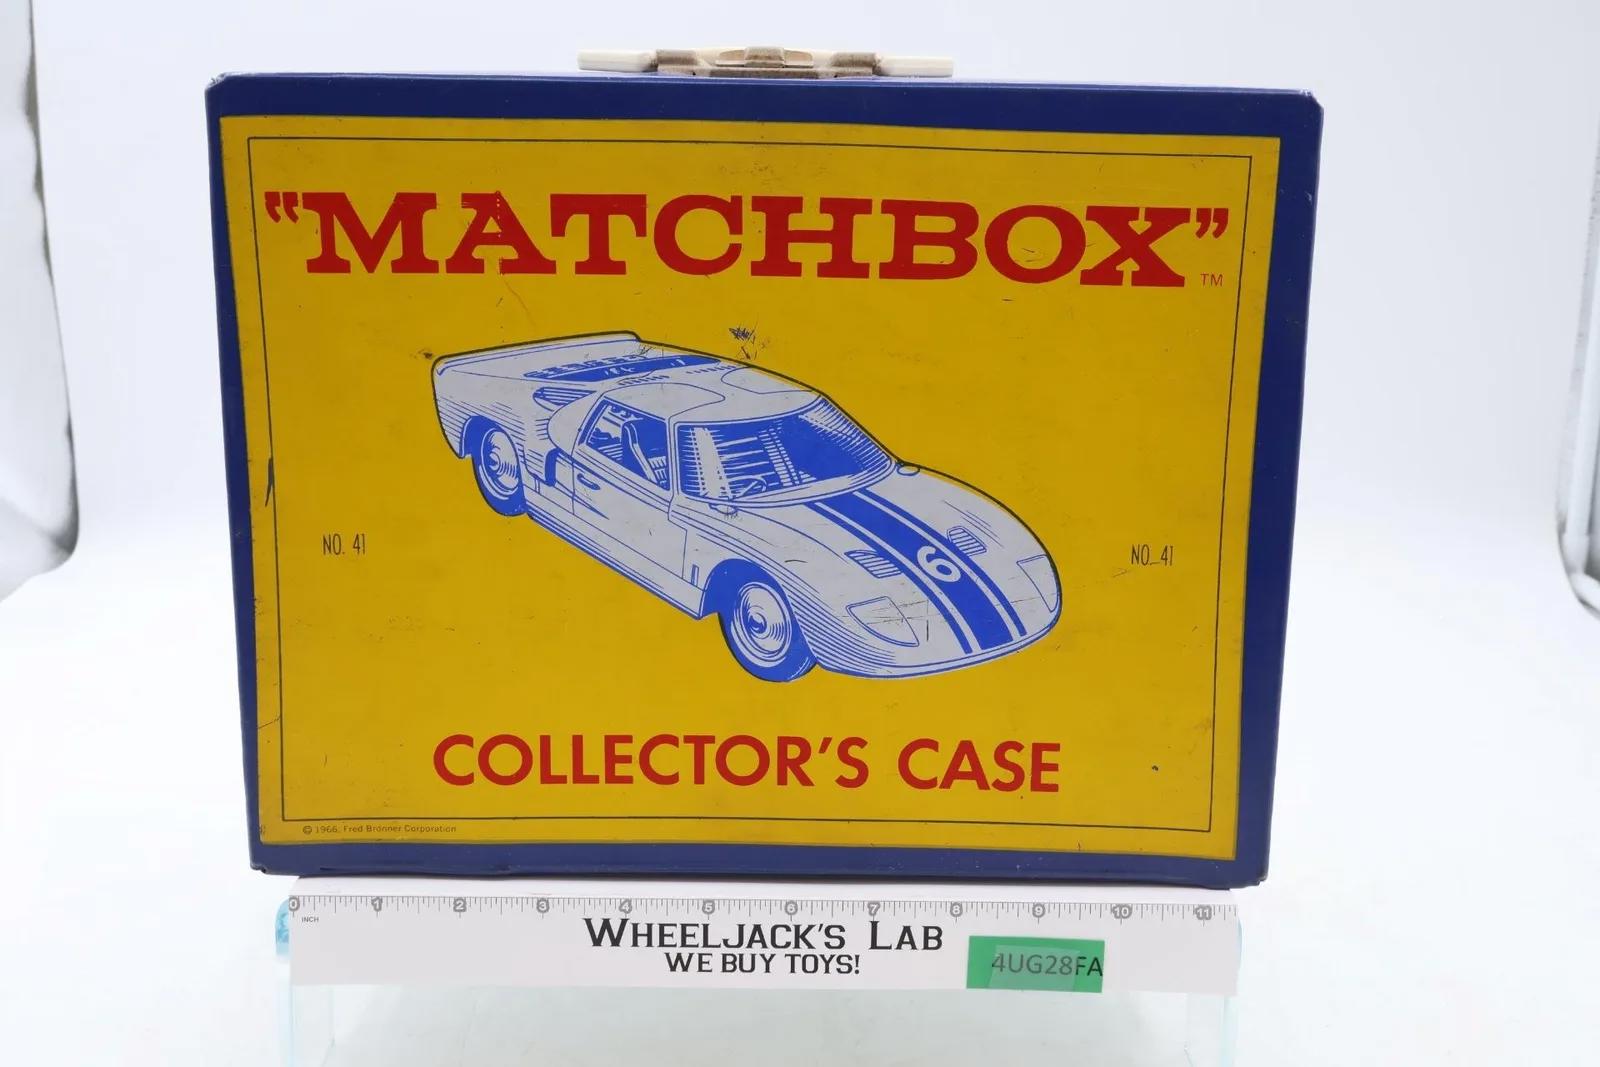 "MATCHBOX"
TM
6
NO. 41
NO. 41
COLLECTOR'S CASE
© 1966, Fred Bronner Corporation
0 1 2 3 4 5 6 7 8 9 10 11
INCH
WHEELJACK'S LAB
WE BUY TOYS!
4UG28FA